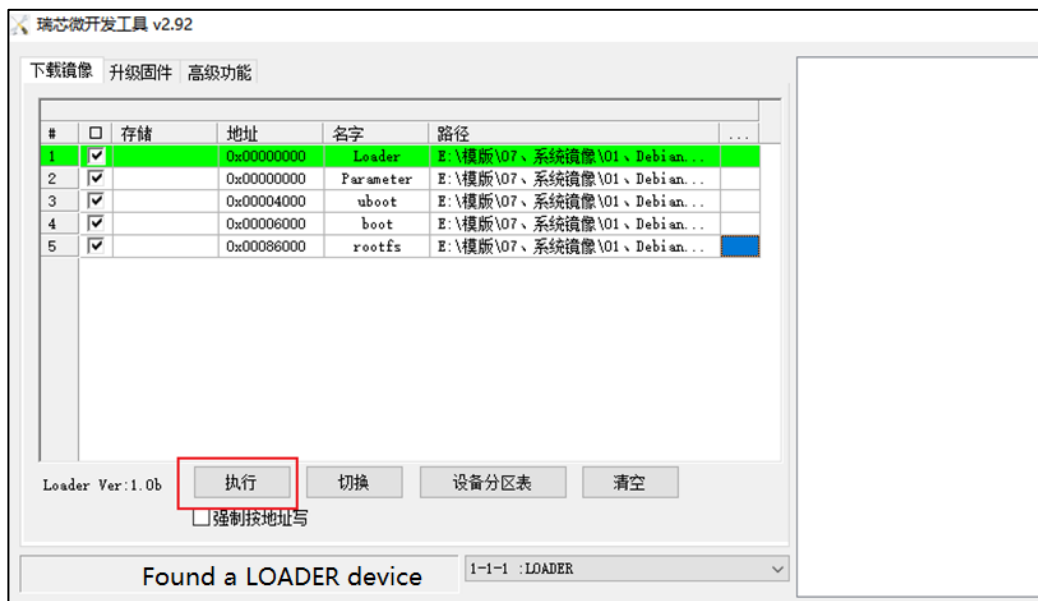 瑞芯微开发工具 v2.92
下载镜像 升级固件 高级功能
# 存储 地址 名字 路径 ...
1 0x00000000 Loader E:\模版\07、系统镜像\01、Debian...
2 0x00000000 Parameter E:\模版\07、系统镜像\01、Debian...
3 0x00004000 uboot E:\模版\07、系统镜像\01、Debian...
4 0x00006000 boot E:\模版\07、系统镜像\01、Debian...
5 0x00086000 rootfs E:\模版\07、系统镜像\01、Debian...
Loader Ver:1.0b 执行 切换 设备分区表 清空
强制按地址写
Found a LOADER device 1-1-1 :LOADER